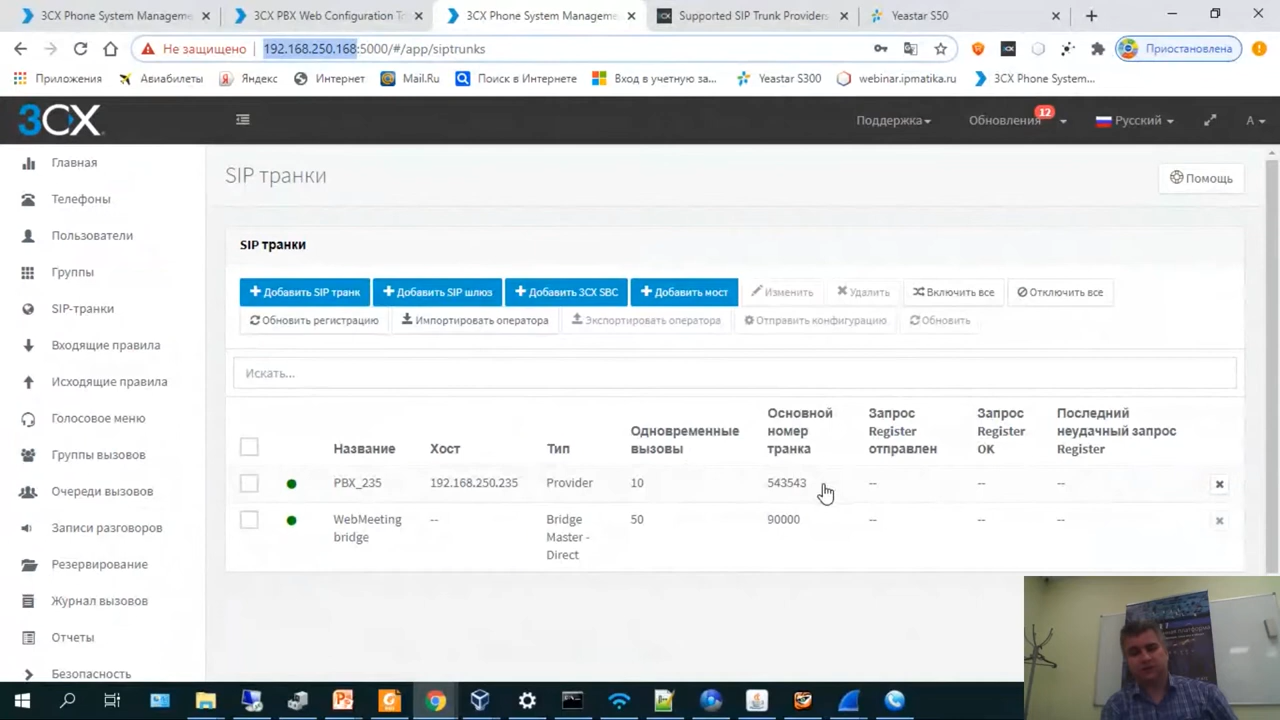 3CX Phone System Manageme
3CX PBX Web Configuration T
3CX Phone System Manageme
Supported SIP Trunk Providers
Yeastar S50
Не защищено
192.168.250.168:5000/#/app/siptrunks
Приостановлена
Приложения
Авиабилеты
Яндекс
Интернет
Mail.Ru
Поиск в Интернете
Вход в учетную за...
Yeastar S300
webinar.ipmatika.ru
3CX Phone System...
3CX
Поддержка
Обновления
12
Русский
A
Главная
Телефоны
Пользователи
Группы
SIP-транки
Входящие правила
Исходящие правила
Голосовое меню
Группы вызовов
Очереди вызовов
Записи разговоров
Резервирование
Журнал вызовов
Отчеты
Безопасность
SIP транки
Помощь
SIP транки
+ Добавить SIP транк
+ Добавить SIP шлюз
+ Добавить 3CX SBC
+ Добавить мост
Изменить
Удалить
Включить все
Отключить все
Обновить регистрацию
Импортировать оператора
Экспортировать оператора
Отправить конфигурацию
Обновить
Искать...
Название
Хост
Тип
Одновременные
вызовы
Основной
номер
транка
Запрос
Register
отправлен
Запрос
Register
OK
Последний
неудачный запрос
Register
PBX_235 192.168.250.235 Provider 10 543543 -- -- --
WebMeeting
bridge
--
Bridge
Master -
Direct
50 90000 -- -- --